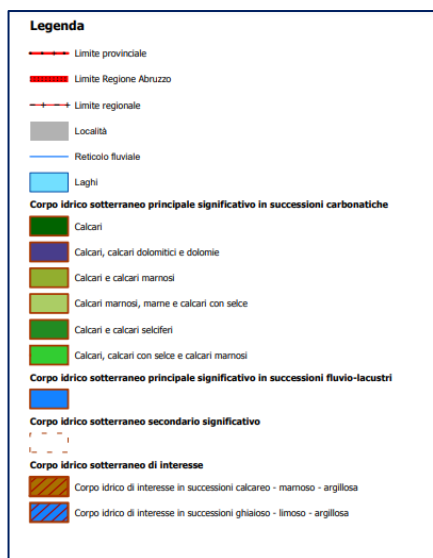 Legenda
Limite provinciale
Limite Regione Abruzzo
Limite regionale
Località
Reticolo fluviale
Laghi
Corpo idrico sotterraneo principale significativo in successioni carbonatiche
Calcari
Calcari, calcari dolomitici e dolomie
Calcari e calcari marnosi
Calcari marnosi, marne e calcari con selce
Calcari e calcari selciferi
Calcari, calcari con selce e calcari marnosi
Corpo idrico sotterraneo principale significativo in successioni fluvio-lacustri
Corpo idrico sotterraneo secondario significativo
Corpo idrico sotterraneo di interesse
Corpo idrico di interesse in successioni calcareo - marnoso - argillosa
Corpo idrico di interesse in successioni ghiaioso - limoso - argillosa